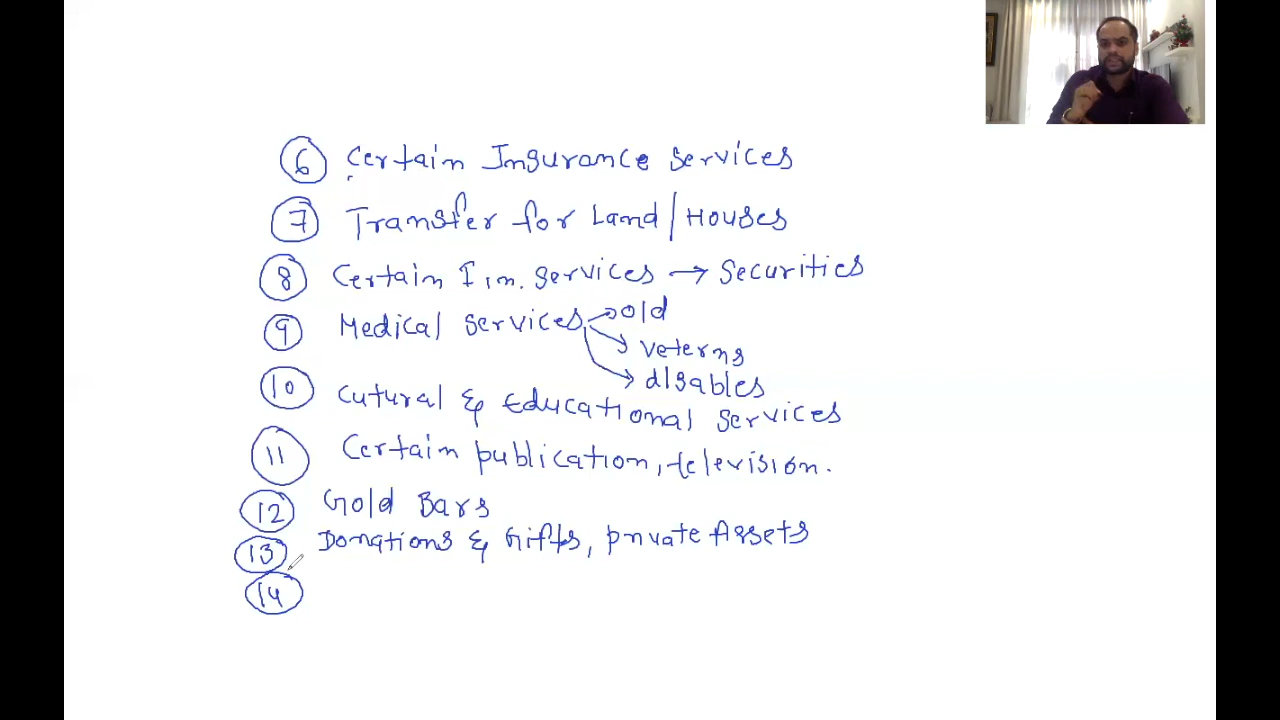 6 Certain Insurance Services
7 Transfer for Land/Houses
8 Certain Fin. Services → Securities
9 Medical Services → old
→ veterns
→ disables
10 Cutural & Educational Services
11 Certain publication, television.
12 Gold Bars
13 Donations & Gifts, private Assets
14